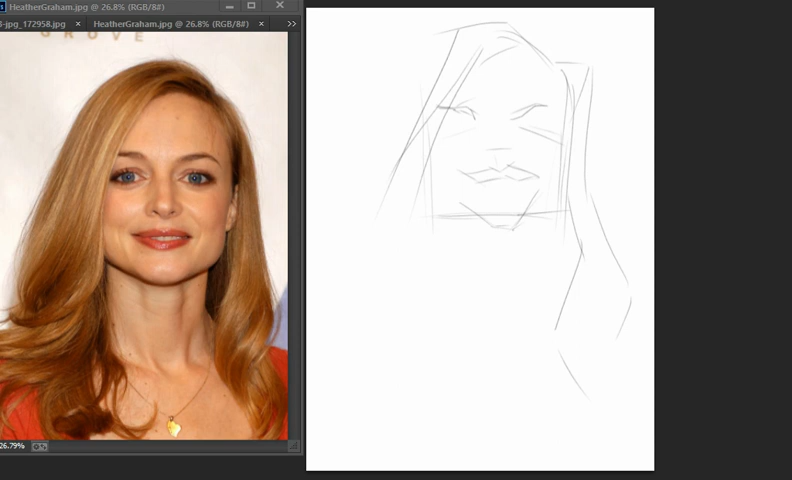 HeatherGraham.jpg @ 26.8% (RGB/8#)
-jpg_172958.jpg × HeatherGraham.jpg @ 26.8% (RGB/8#) × >>
GROVE
26.79%